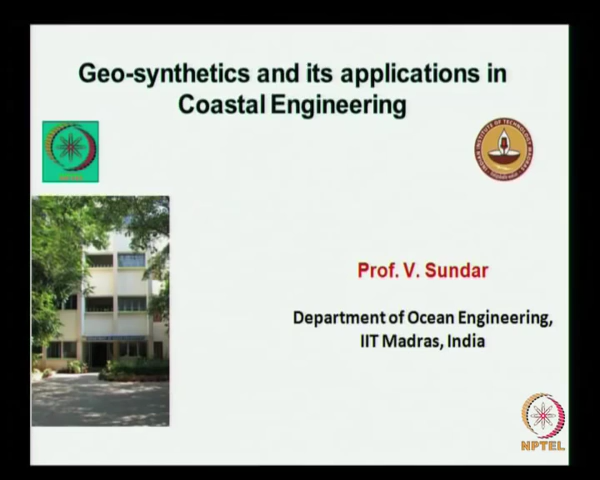 Geo-synthetics and its applications in
Coastal Engineering
Prof. V. Sundar
Department of Ocean Engineering,
IIT Madras, India
NPTEL